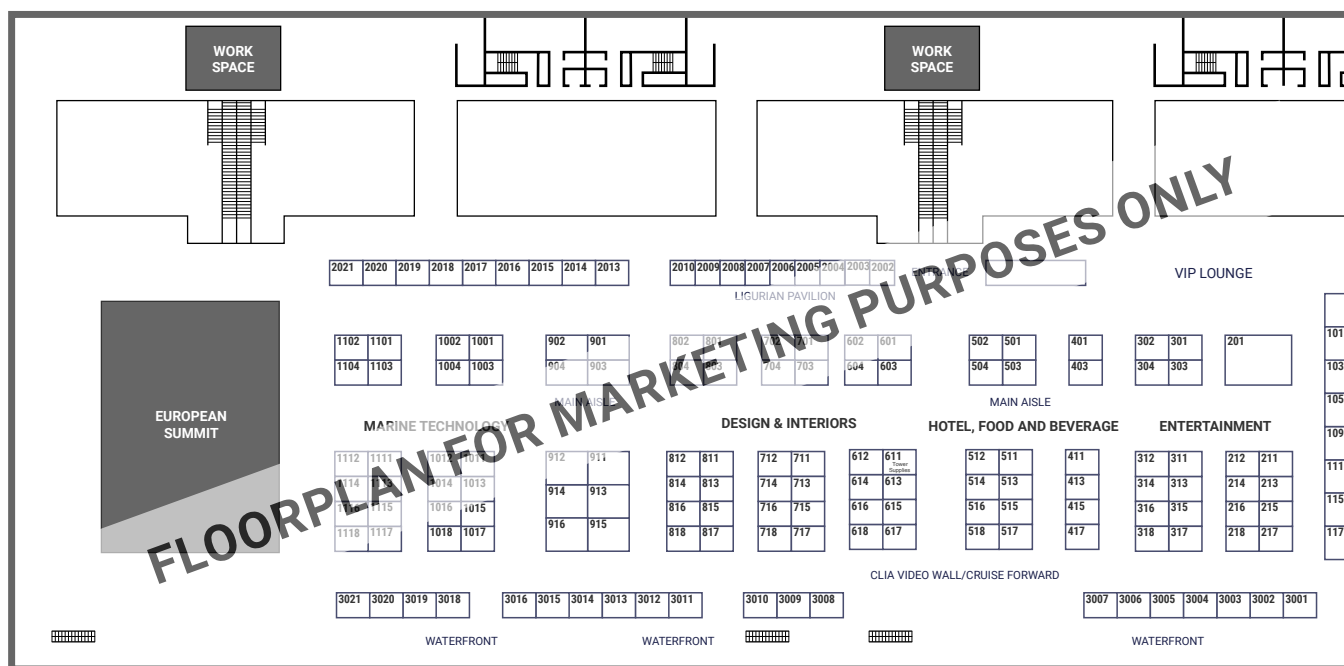 WORK
SPACE
WORK
SPACE
2021 2020 2019 2018 2017 2016 2015 2014 2013
2010 2009 2008 2007 2006 2005 2004 2003 2002
ENTRANCE
VIP LOUNGE
LIGURIAN PAVILION
1102 1101 1002 1001 902 901 802 801 702 701 602 601 502 501 401 302 301 201
1104 1103 1004 1003 904 903 804 803 704 703 604 603 504 503 403 304 303
MAIN AISLE
MAIN AISLE
EUROPEAN
SUMMIT
MARINE TECHNOLOGY
DESIGN & INTERIORS
HOTEL, FOOD AND BEVERAGE
ENTERTAINMENT
1112 1111 1012 1011 912 911 812 811 712 711 612 611 512 511 411 312 311 212 211
Tower
Supplies
1114 1113 1014 1013 914 913 814 813 714 713 614 613 514 513 413 314 313 214 213
1116 1115 1016 1015 816 815 716 715 616 615 516 515 415 316 315 216 215
1118 1117 1018 1017 916 915 818 817 718 717 618 617 518 517 417 318 317 218 217
FLOORPLAN FOR MARKETING PURPOSES ONLY
CLIA VIDEO WALL/CRUISE FORWARD
3021 3020 3019 3018 3016 3015 3014 3013 3012 3011 3010 3009 3008 3007 3006 3005 3004 3003 3002 3001
WATERFRONT
WATERFRONT
WATERFRONT